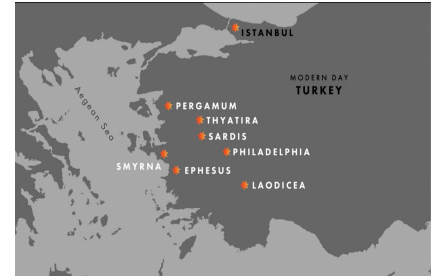 ISTANBUL
MODERN DAY
TURKEY
Aegean Sea
PERGAMUM
THYATIRA
SARDIS
PHILADELPHIA
SMYRNA
EPHESUS
LAODICEA